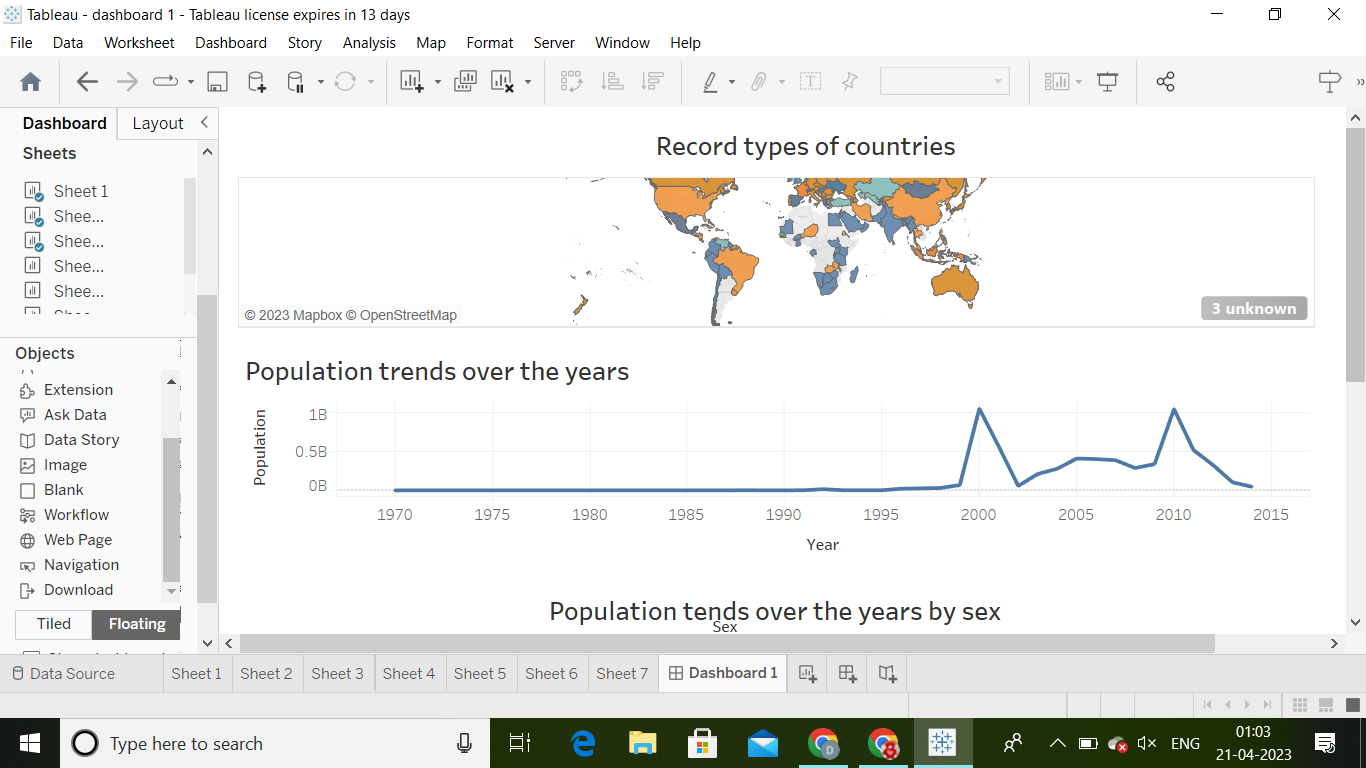 Tableau - dashboard 1 - Tableau license expires in 13 days
File Data Worksheet Dashboard Story Analysis Map Format Server Window Help
Dashboard Layout
Sheets
Sheet 1
Shee...
Shee...
Shee...
Shee...
Objects
Extension
Ask Data
Data Story
Image
Blank
Workflow
Web Page
Navigation
Download
Tiled Floating
Record types of countries
© 2023 Mapbox © OpenStreetMap
3 unknown
Population trends over the years
Population
1B
0.5B
0B
1970 1975 1980 1985 1990 1995 2000 2005 2010 2015
Year
Population tends over the years by sex
Sex
Data Source Sheet 1 Sheet 2 Sheet 3 Sheet 4 Sheet 5 Sheet 6 Sheet 7 Dashboard 1
Type here to search
D
ENG
01:03
21-04-2023